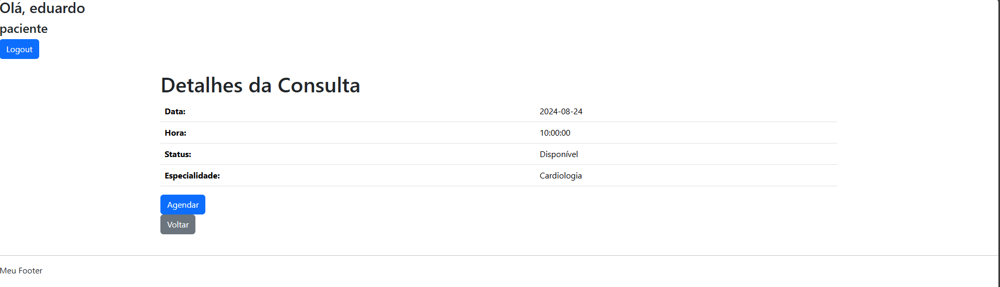 Olá, eduardo
paciente
Logout
Detalhes da Consulta
Data: 2024-08-24
Hora: 10:00:00
Status: Disponível
Especialidade: Cardiologia
Agendar
Voltar
Meu Footer